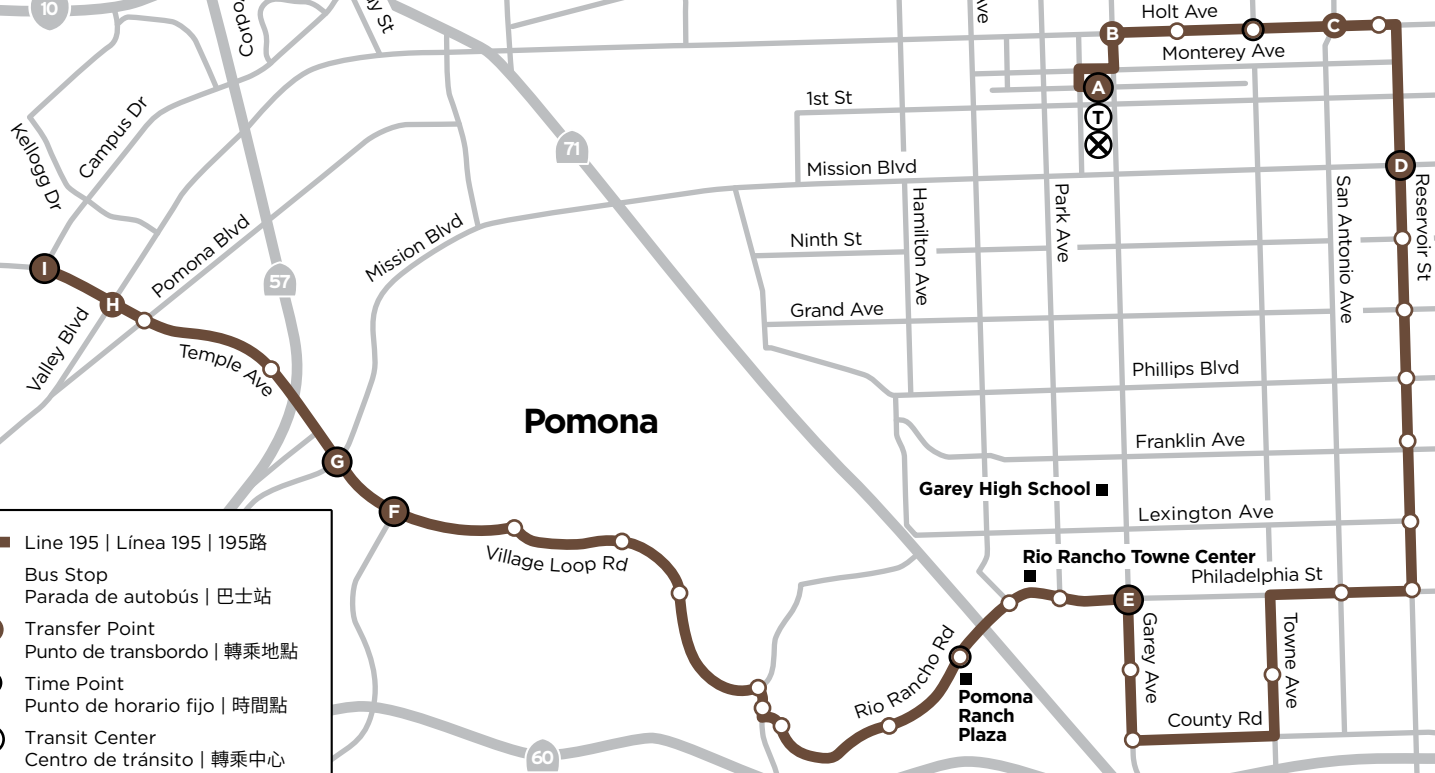 10
Corpo
ay St
Ave
Holt Ave
B
C
Monterey Ave
A
1st St
T
Campus Dr
Kellogg Dr
71
Mission Blvd
D
Hamilton Ave
Park Ave
San Antonio Ave
Reservoir St
Ninth St
Mission Blvd
Pomona Blvd
I
57
H
Grand Ave
Valley Blvd
Temple Ave
Phillips Blvd
Pomona
Franklin Ave
G
Garey High School
F
Lexington Ave
Village Loop Rd
Rio Rancho Towne Center
Philadelphia St
E
Garey Ave
Towne Ave
Rio Rancho Rd
Pomona
Ranch
Plaza
County Rd
60
Line 195 | Línea 195 | 195路
Bus Stop
Parada de autobús | 巴士站
Transfer Point
Punto de transbordo | 轉乘地點
Time Point
Punto de horario fijo | 時間點
Transit Center
Centro de tránsito | 轉乘中心